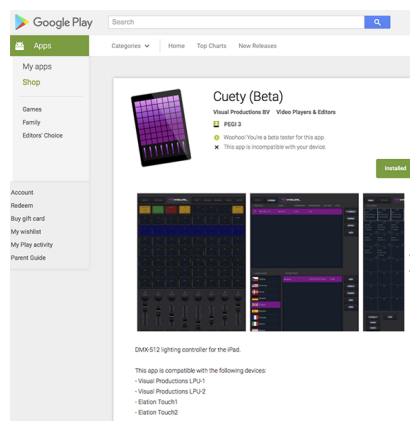 Google Play
Search
Apps
Categories
Home
Top Charts
New Releases
My apps
Shop
Games
Family
Editors' Choice
Account
Redeem
Buy gift card
My wishlist
My Play activity
Parent Guide
Cuety (Beta)
Visual Productions BV Video Players & Editors
PEGI 3
Woohoo! You're a beta tester for this app.
This app is incompatible with your device.
Installed
DMX-512 lighting controller for the iPad.
This app is compatible with the following devices:
- Visual Productions LPU-1
- Visual Productions LPU-2
- Elation Touch1
- Elation Touch2